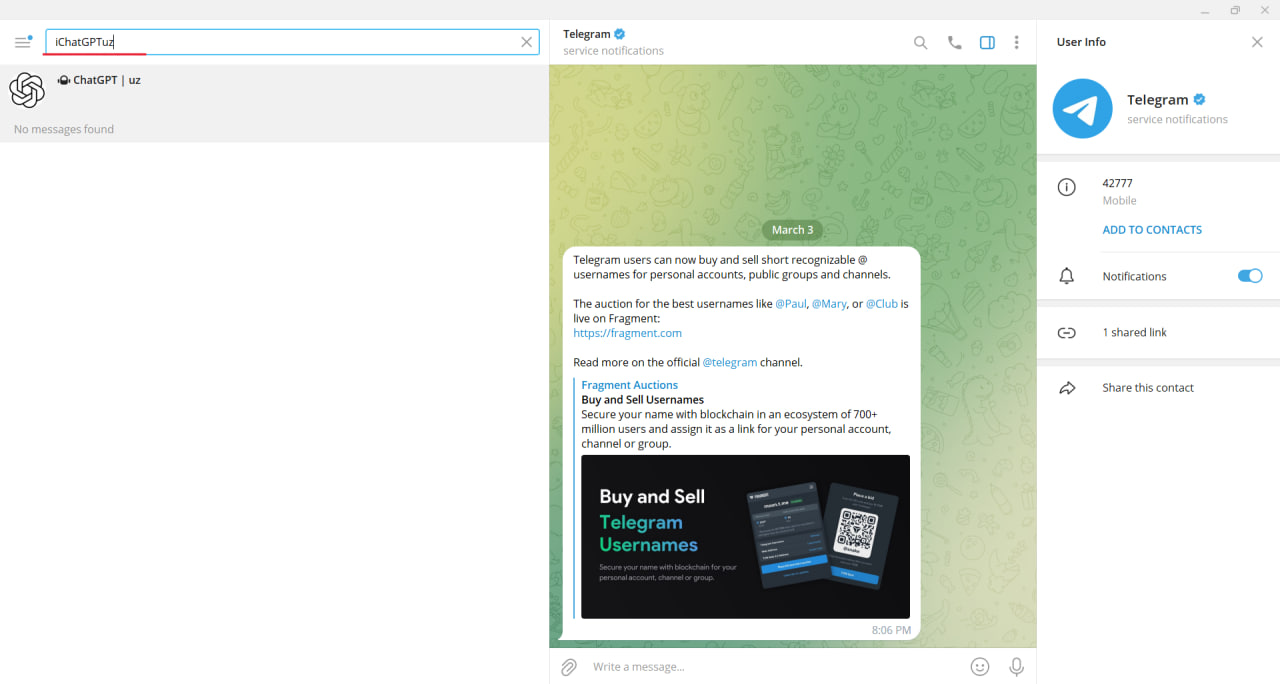 iChatGPTuz
ChatGPT | uz
No messages found
Telegram
service notifications
March 3
Telegram users can now buy and sell short recognizable @
usernames for personal accounts, public groups and channels.
The auction for the best usernames like @Paul, @Mary, or @Club is
live on Fragment:
https://fragment.com
Read more on the official @telegram channel.
Fragment Auctions
Buy and Sell Usernames
Secure your name with blockchain in an ecosystem of 700+
million users and assign it as a link for your personal account,
channel or group.
Buy and Sell
Telegram
Usernames
Secure your name with blockchain for your
personal account, channel or group.
Place a bid
8:06 PM
Write a message...
User Info
Telegram
service notifications
42777
Mobile
ADD TO CONTACTS
Notifications
1 shared link
Share this contact